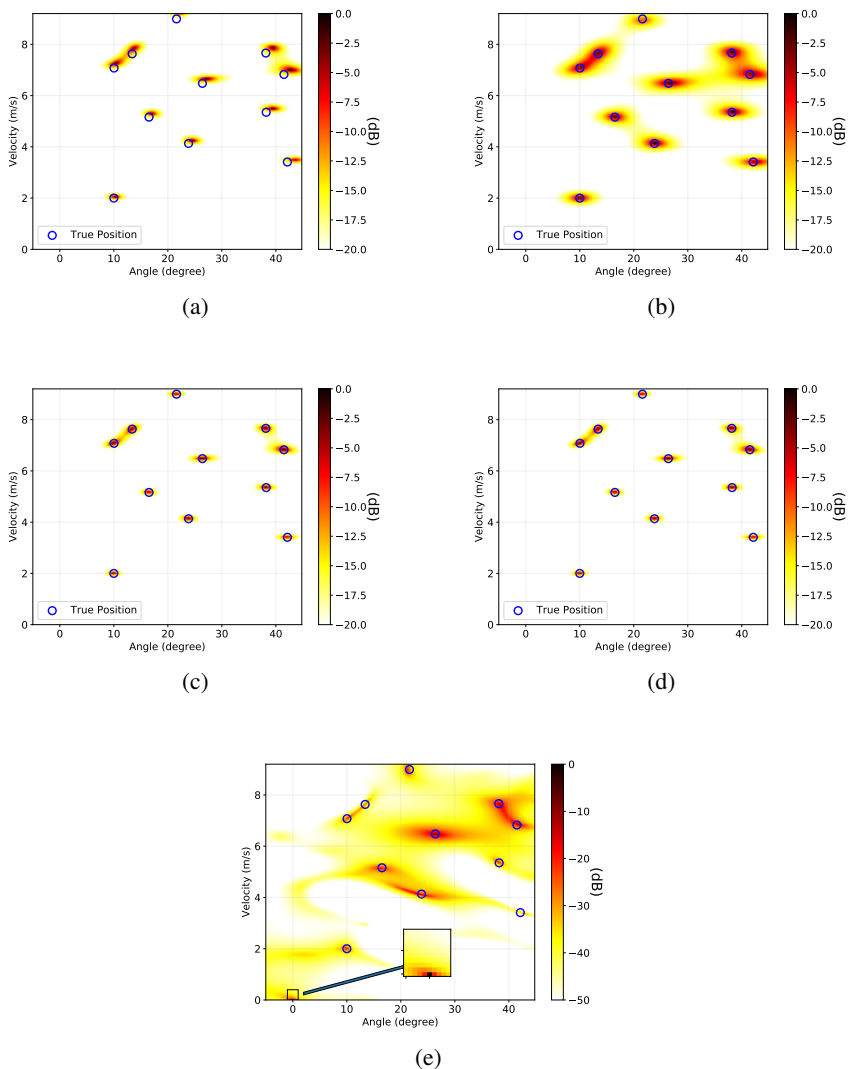 0.0
−2.5
−5.0
−7.5
−10.0
−12.5
−15.0
−17.5
−20.0
(dB)
8
6
4
2
0
Velocity (m/s)
True Position
0 10 20 30 40
Angle (degree)
(a)
0.0
−2.5
−5.0
−7.5
−10.0
−12.5
−15.0
−17.5
−20.0
(dB)
8
6
4
2
0
Velocity (m/s)
True Position
0 10 20 30 40
Angle (degree)
(b)
0.0
−2.5
−5.0
−7.5
−10.0
−12.5
−15.0
−17.5
−20.0
(dB)
8
6
4
2
0
Velocity (m/s)
True Position
0 10 20 30 40
Angle (degree)
(c)
0.0
−2.5
−5.0
−7.5
−10.0
−12.5
−15.0
−17.5
−20.0
(dB)
8
6
4
2
0
Velocity (m/s)
0 10 20 30 40
Angle (degree)
(d)
0
−10
−20
−30
−40
−50
(dB)
8
6
4
2
0
Velocity (m/s)
0 10 20 30 40
Angle (degree)
(e)